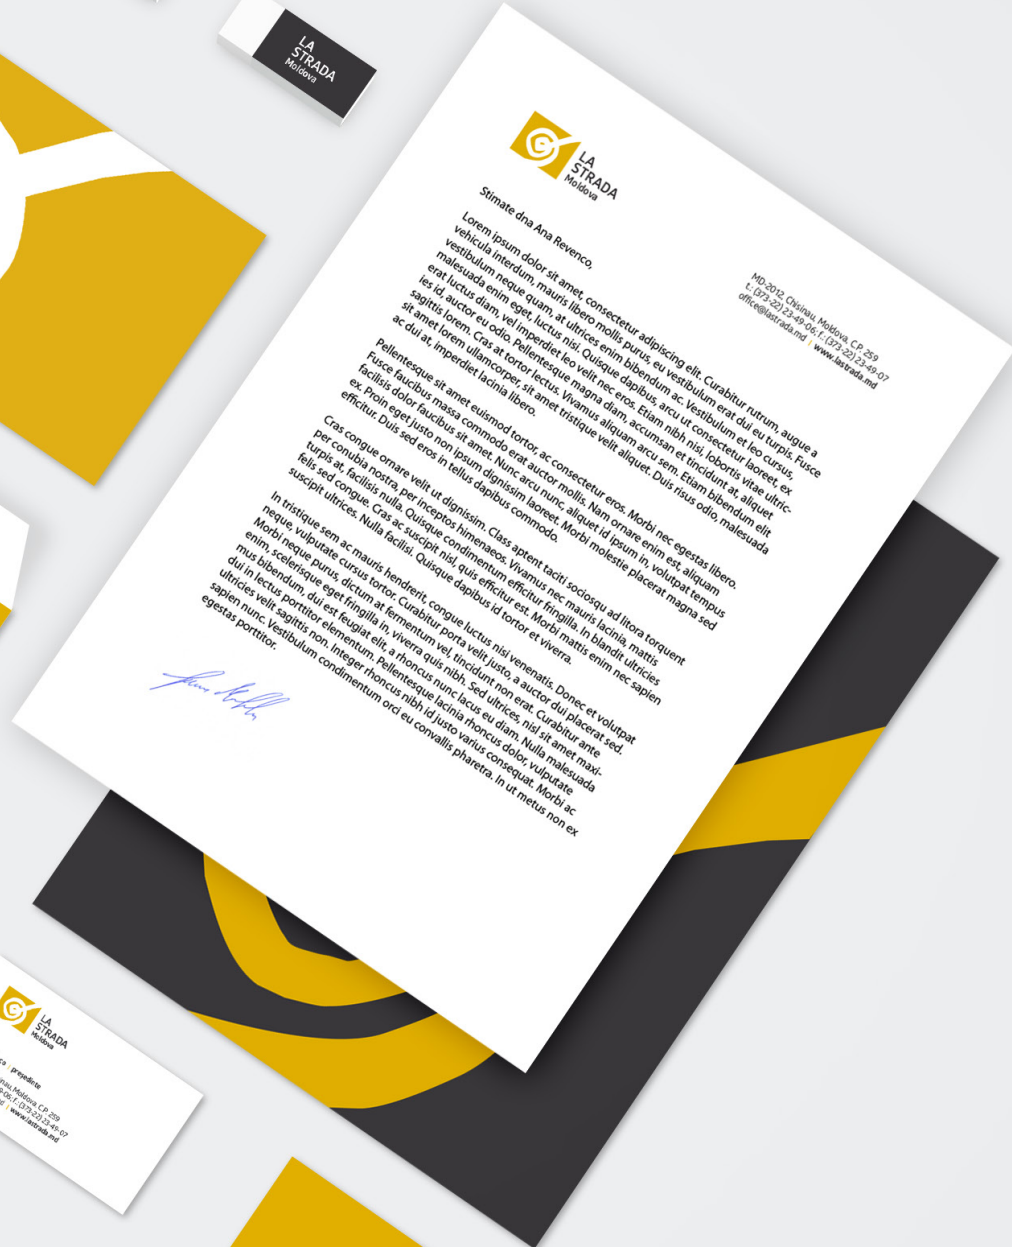 LA
STRADA
Moldova
LA
STRADA
Moldova
MD-2012, Chisinau, Moldova, C.P. 259
t.: (373-22) 23-49-06; f.: (373-22) 23-49-07
office@lastrada.md | www.lastrada.md
Stimate dna Ana Revenco,
Lorem ipsum dolor sit amet, consectetur adipiscing elit. Curabitur rutrum, augue a
vehicula interdum, mauris libero mollis purus, eu vestibulum erat dui eu turpis. Fusce
vestibulum neque quam, at ultrices enim bibendum ac. Vestibulum et leo cursus,
malesuada enim eget, luctus nisi. Quisque dapibus, arcu ut consectetur laoreet, ex
erat luctus diam, vel imperdiet leo velit nec eros. Etiam nibh nisi, lobortis vitae ultric-
ies id, auctor eu odio. Pellentesque magna diam, accumsan et tincidunt at, aliquet
sagittis lorem. Cras at tortor lectus. Vivamus aliquam arcu sem. Etiam bibendum elit
sit amet lorem ullamcorper, sit amet tristique velit aliquet. Duis risus odio, malesuada
ac dui at, imperdiet lacinia libero.
Pellentesque sit amet euismod tortor, ac consectetur eros. Morbi nec egestas libero.
Fusce faucibus massa commodo erat auctor mollis. Nam ornare enim est, aliquam
facilisis dolor faucibus sit amet. Nunc arcu nunc, aliquet id ipsum in, volutpat tempus
ex. Proin eget justo non ipsum dignissim laoreet. Morbi molestie placerat magna sed
efficitur. Duis sed eros in tellus dapibus commodo.
Cras congue ornare velit ut dignissim. Class aptent taciti sociosqu ad litora torquent
per conubia nostra, per inceptos himenaeos. Vivamus nec mauris lacinia, mattis
turpis at, facilisis nulla. Quisque condimentum efficitur fringilla. In blandit ultricies
felis sed congue. Cras ac suscipit nisi, quis efficitur est. Morbi mattis enim nec sapien
suscipit ultrices. Nulla facilisi. Quisque dapibus id tortor et viverra.
In tristique sem ac mauris hendrerit, congue luctus nisi venenatis. Donec et volutpat
neque, vulputate cursus tortor. Curabitur porta velit justo, a auctor dui placerat sed.
Morbi neque purus, dictum at fermentum vel, tincidunt non erat. Curabitur ante
enim, scelerisque eget fringilla in, viverra quis nibh. Sed ultrices, nisl sit amet maxi-
mus bibendum, dui est feugiat elit, a rhoncus nunc lacus eu diam. Nulla malesuada
dui in lectus porttitor elementum. Pellentesque lacinia rhoncus dolor, vulputate
ultricies velit sagittis non. Integer rhoncus nibh id justo varius consequat. Morbi ac
sapien nunc. Vestibulum condimentum orci eu convallis pharetra. In ut metus non ex
egestas porttitor.
LA
STRADA
Moldova
| președinte
Moldova, C.P. 259
f.: (373-22) 23-49-07
| www.lastrada.md